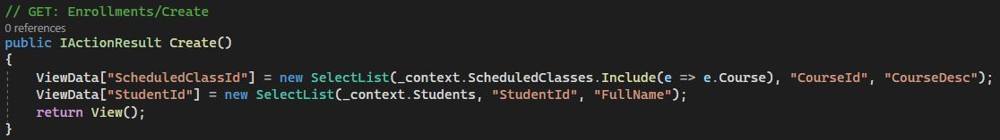 // GET: Enrollments/Create
0 references
public IActionResult Create()
{
ViewData["ScheduledClassId"] = new SelectList(_context.ScheduledClasses.Include(e => e.Course), "CourseId", "CourseDesc");
ViewData["StudentId"] = new SelectList(_context.Students, "StudentId", "FullName");
return View();
}